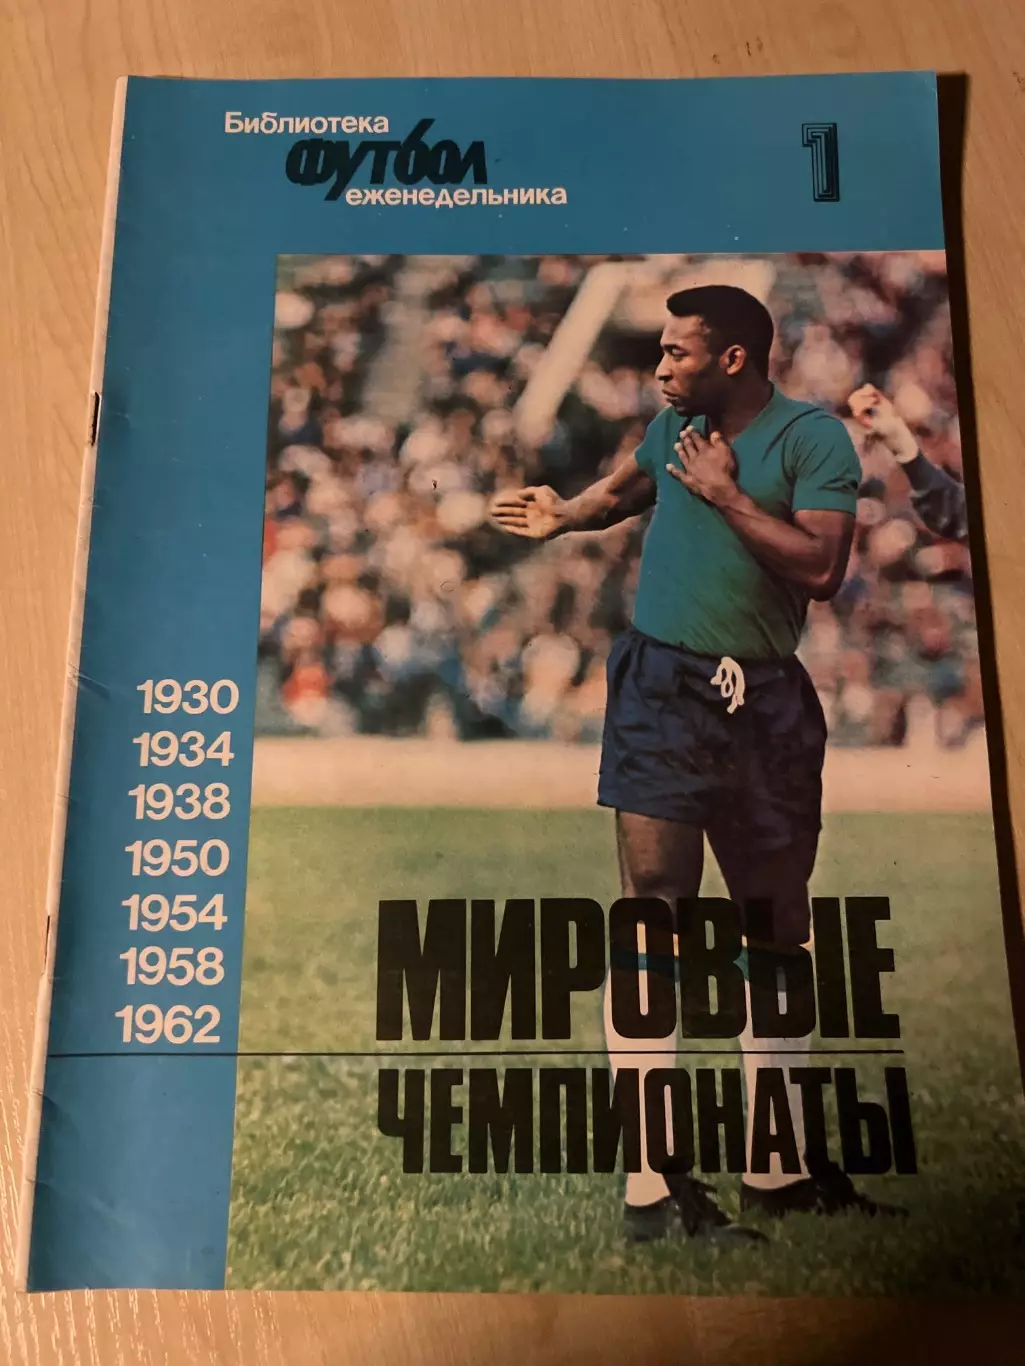 Библиотека
футбол
еженедельника
1
1930
1934
1938
1950
1954
1958
1962
МИРОВЫЕ
ЧЕМПИОНАТЫ